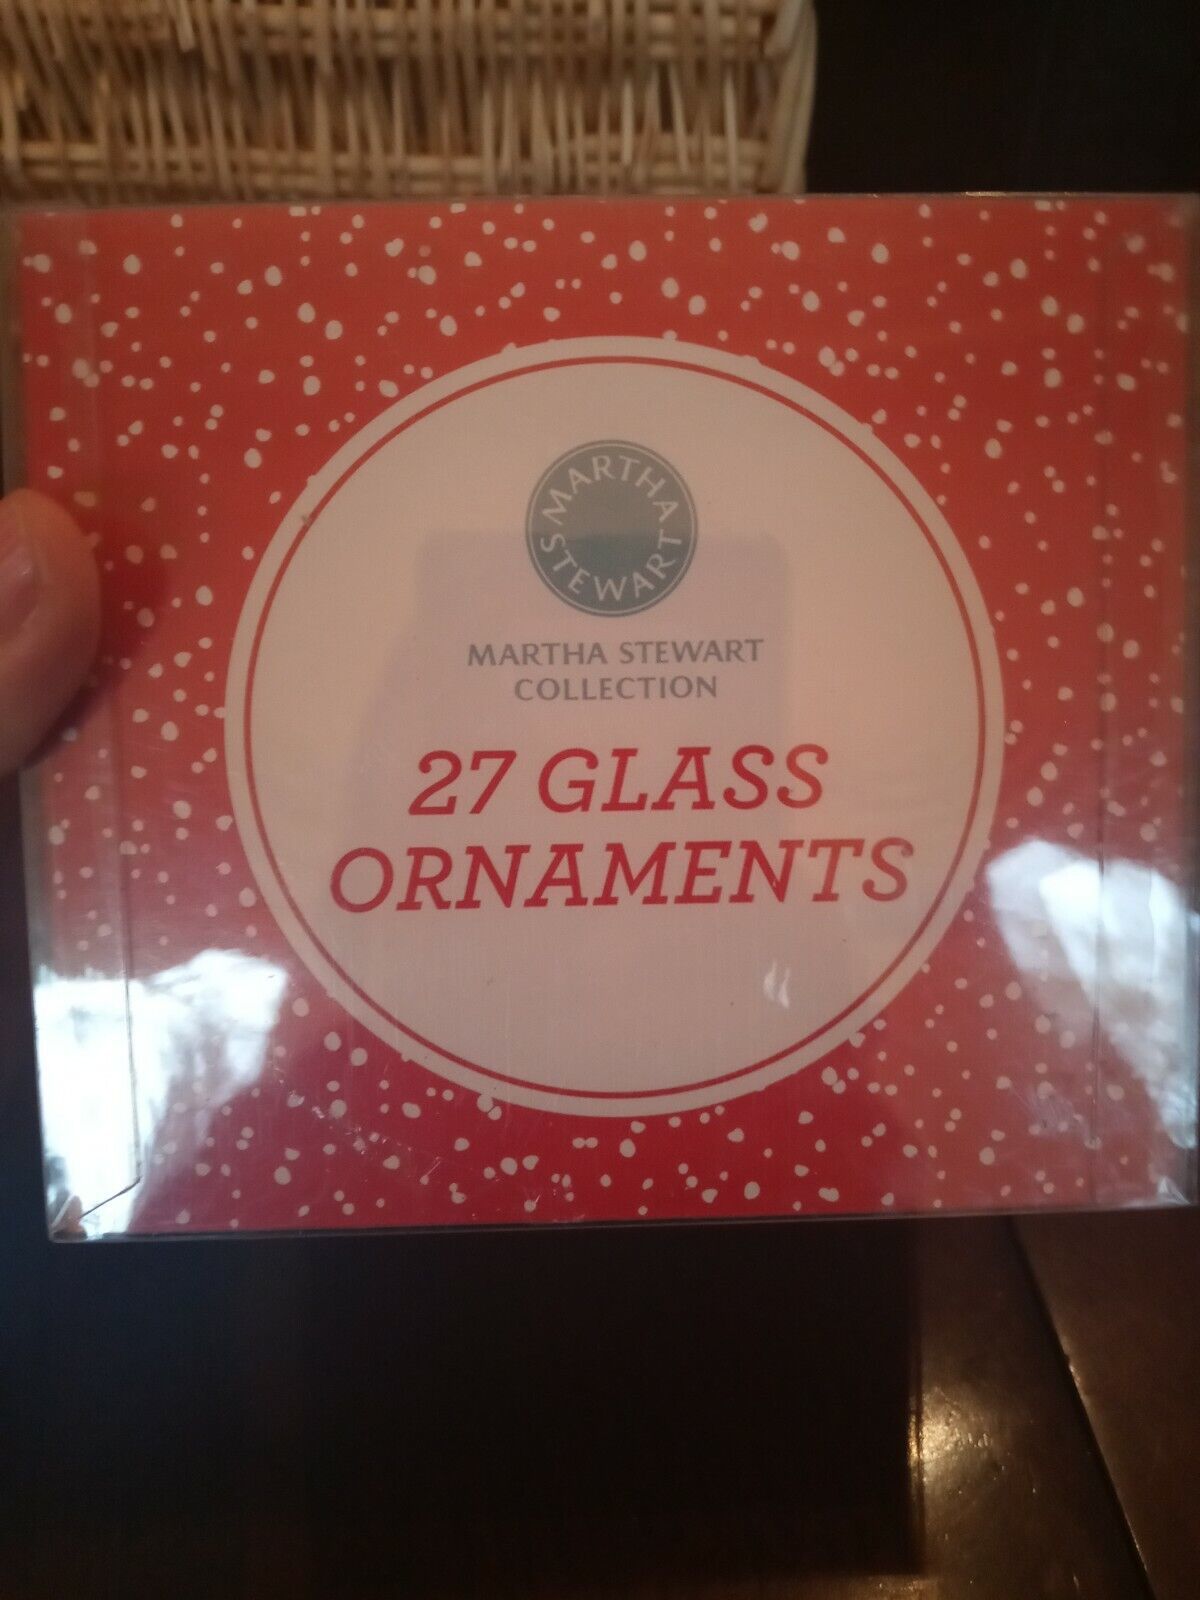 MARTHA
STEWART
MARTHA STEWART
COLLECTION
27 GLASS
ORNAMENTS